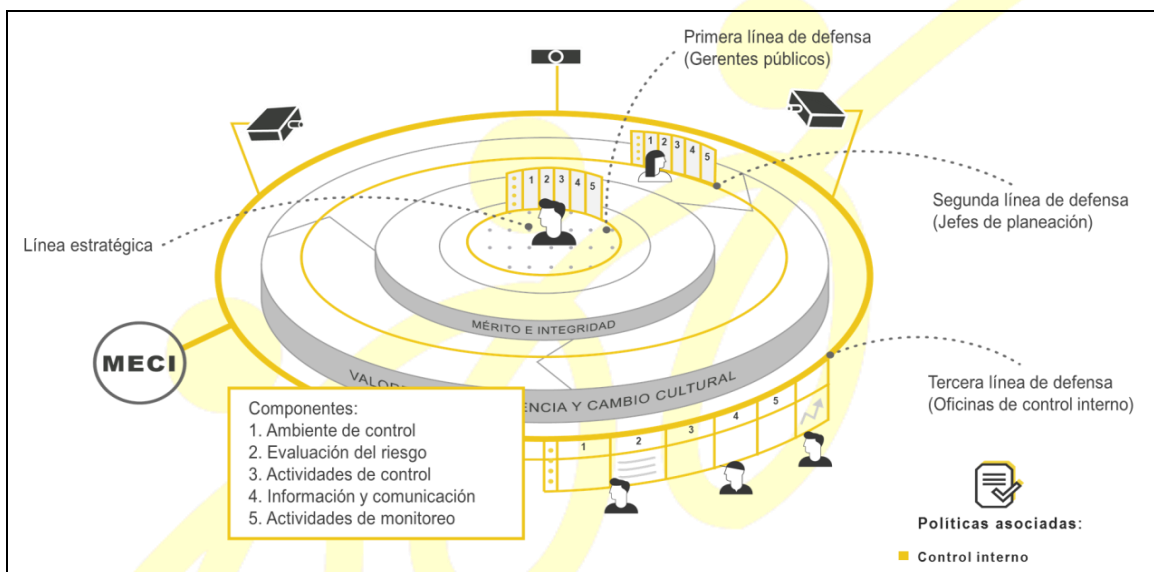 Primera línea de defensa
(Gerentes públicos)
1 2 3 4 5
1 2 3 4 5
Segunda línea de defensa
(Jefes de planeación)
Línea estratégica
MÉRITO E INTEGRIDAD
MECI
CIA Y CAMBIO CULTURAL
Tercera línea de defensa
(Oficinas de control interno)
Componentes:
1. Ambiente de control
2. Evaluación del riesgo
3. Actividades de control
4. Información y comunicación
5. Actividades de monitoreo
1 2 3 4 5
Políticas asociadas:
Control interno